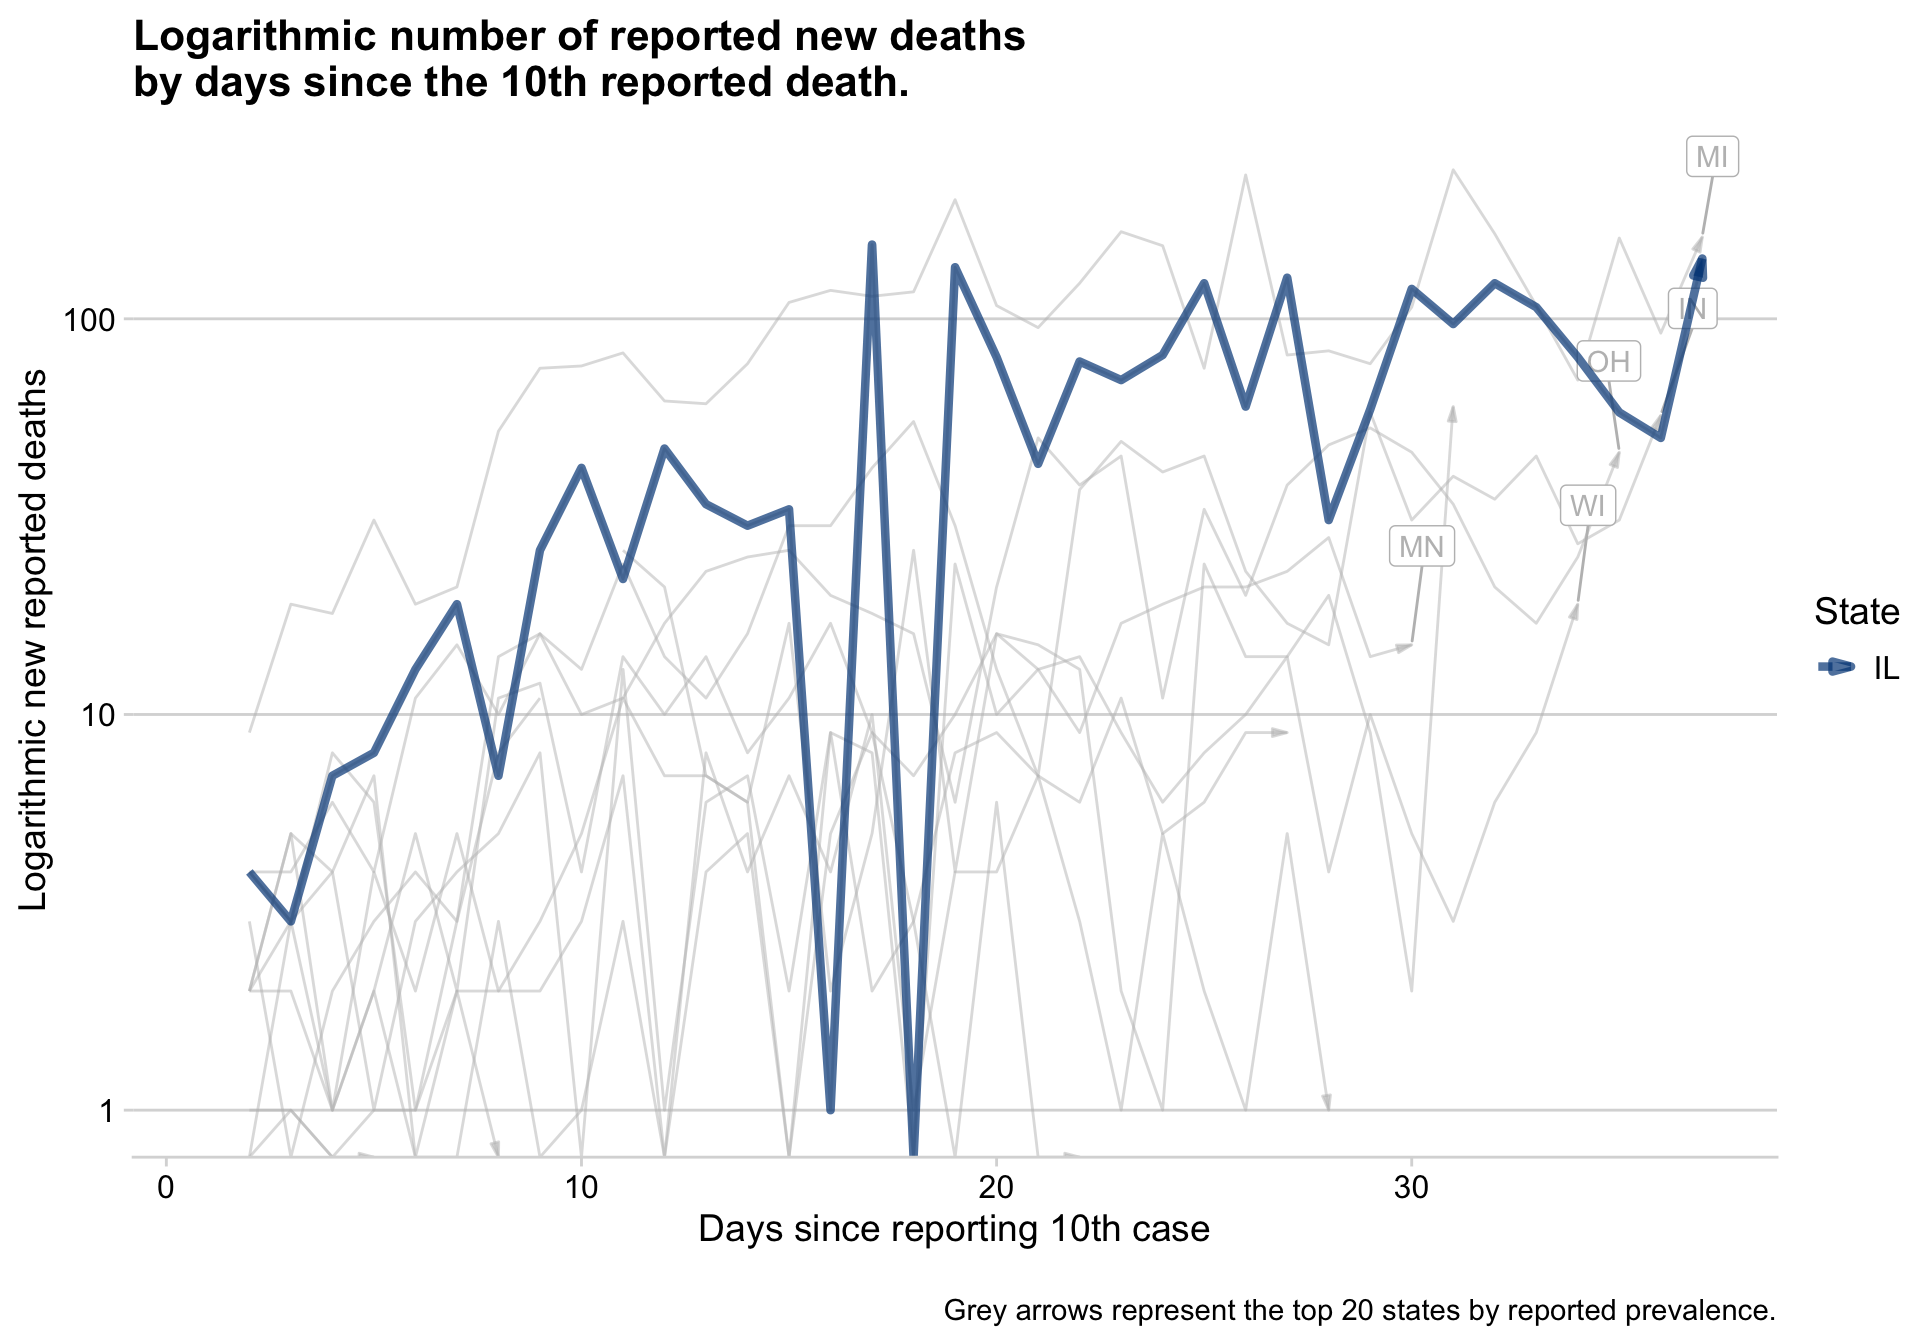 Logarithmic number of reported new deaths
by days since the 10th reported death.
Logarithmic new reported deaths
100
10
1
MI
IN
OH
WI
MN
State
IL
0
10
20
30
Days since reporting 10th case
Grey arrows represent the top 20 states by reported prevalence.